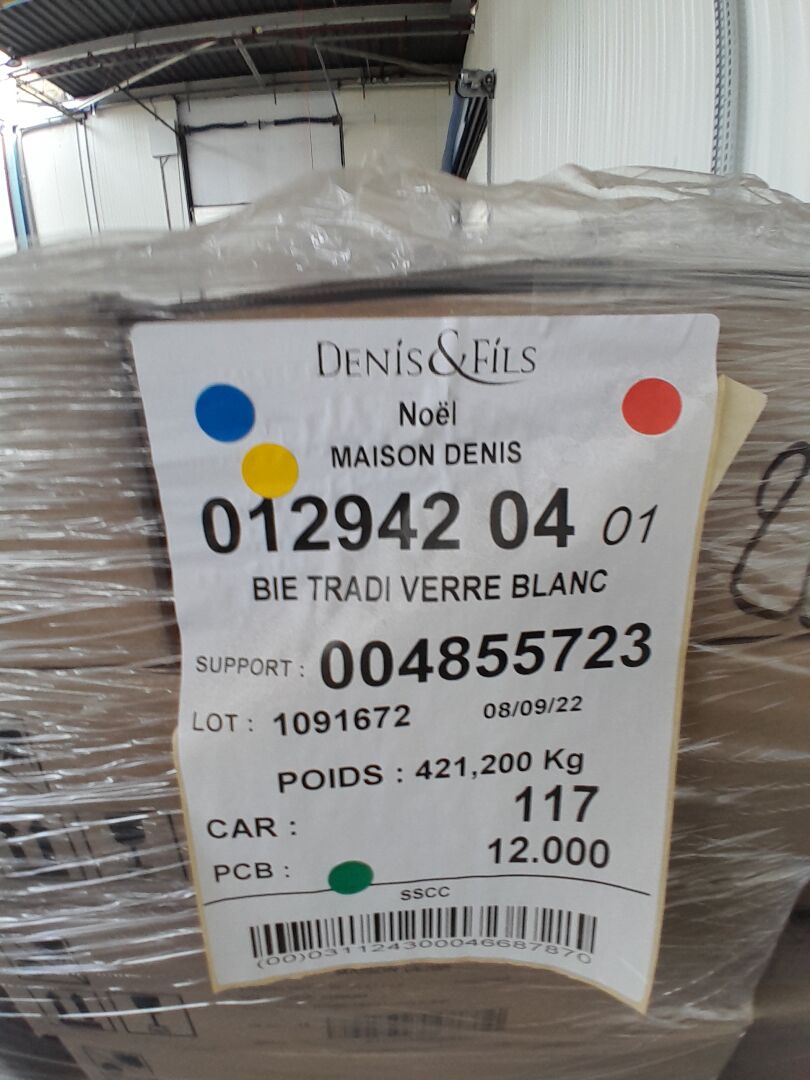 DENIS&FILS
Noël
MAISON DENIS
012942 04 01
BIE TRADI VERRE BLANC
SUPPORT : 004855723
LOT : 1091672 08/09/22
POIDS : 421,200 Kg
CAR : 117
PCB : 12.000
SSCC
(00)031124300046687870